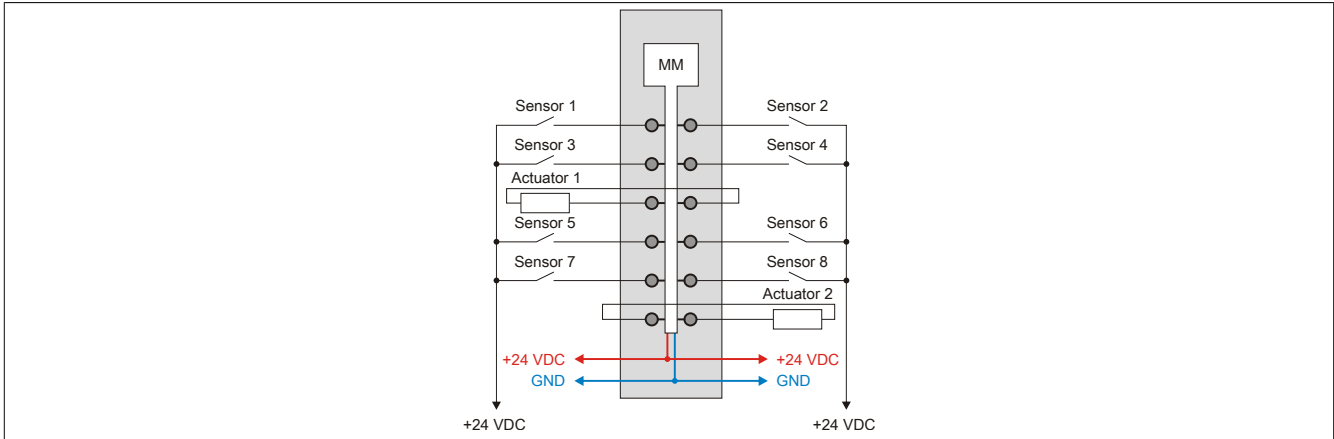 MM
Sensor 1 Sensor 2
Sensor 3 Sensor 4
Actuator 1
Sensor 5 Sensor 6
Sensor 7 Sensor 8
Actuator 2
+24 VDC +24 VDC
GND GND
+24 VDC +24 VDC